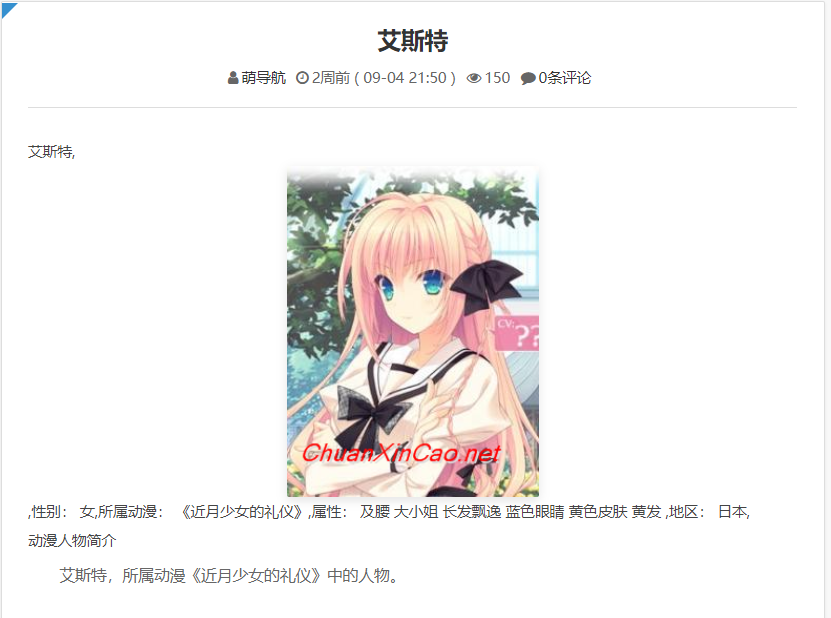 艾斯特
萌导航 2周前 ( 09-04 21:50 ) 150 0条评论
艾斯特,
CV:
??
ChuanXinCao.net
,性别： 女,所属动漫： 《近月少女的礼仪》,属性： 及腰 大小姐 长发飘逸 蓝色眼睛 黄色皮肤 黄发 ,地区： 日本,
动漫人物简介
艾斯特，所属动漫《近月少女的礼仪》中的人物。